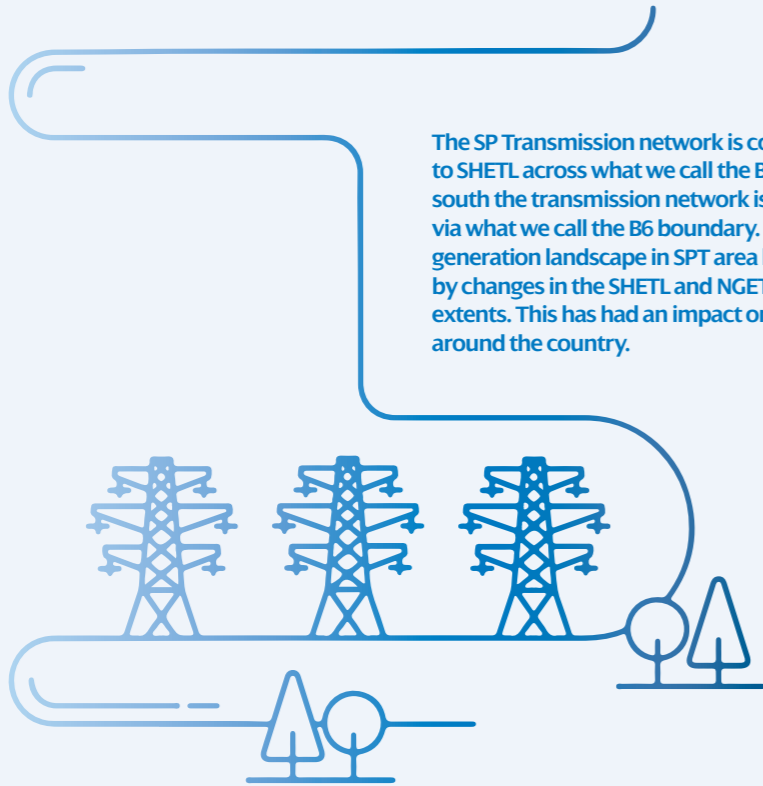 The SP Transmission network is
to SHETL across what we call the
south the transmission network is
via what we call the B6 boundary.
generation landscape in SPT area
by changes in the SHETL and NGET
extents. This has had an impact
around the country.